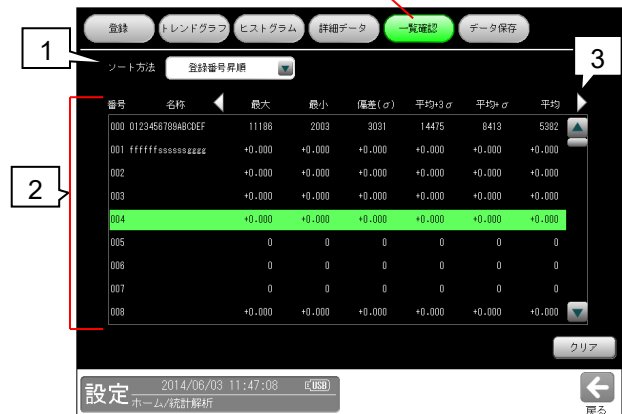 登録 トレンドグラフ ヒストグラム 詳細データ 一覧確認 データ保存
1
ソート方法 登録番号昇順
3
番号 名称 最大 最小 偏差(σ) 平均+3σ 平均+σ 平均
000 0123456789ABCDEF 11186 2003 3031 14475 8413 5382
001 ffffffssssssgggg +0.000 +0.000 +0.000 +0.000 +0.000 +0.000
002 +0.000 +0.000 +0.000 +0.000 +0.000 +0.000
2
003 +0.000 +0.000 +0.000 +0.000 +0.000 +0.000
004 +0.000 +0.000 +0.000 +0.000 +0.000 +0.000
005 0 0 0 0 0 0
006 0 0 0 0 0 0
007 0 0 0 0 0 0
008 +0.000 +0.000 +0.000 +0.000 +0.000 +0.000
クリア
設定 2014/06/03 11:47:08 E(USB)
ホーム/統計解析
戻る